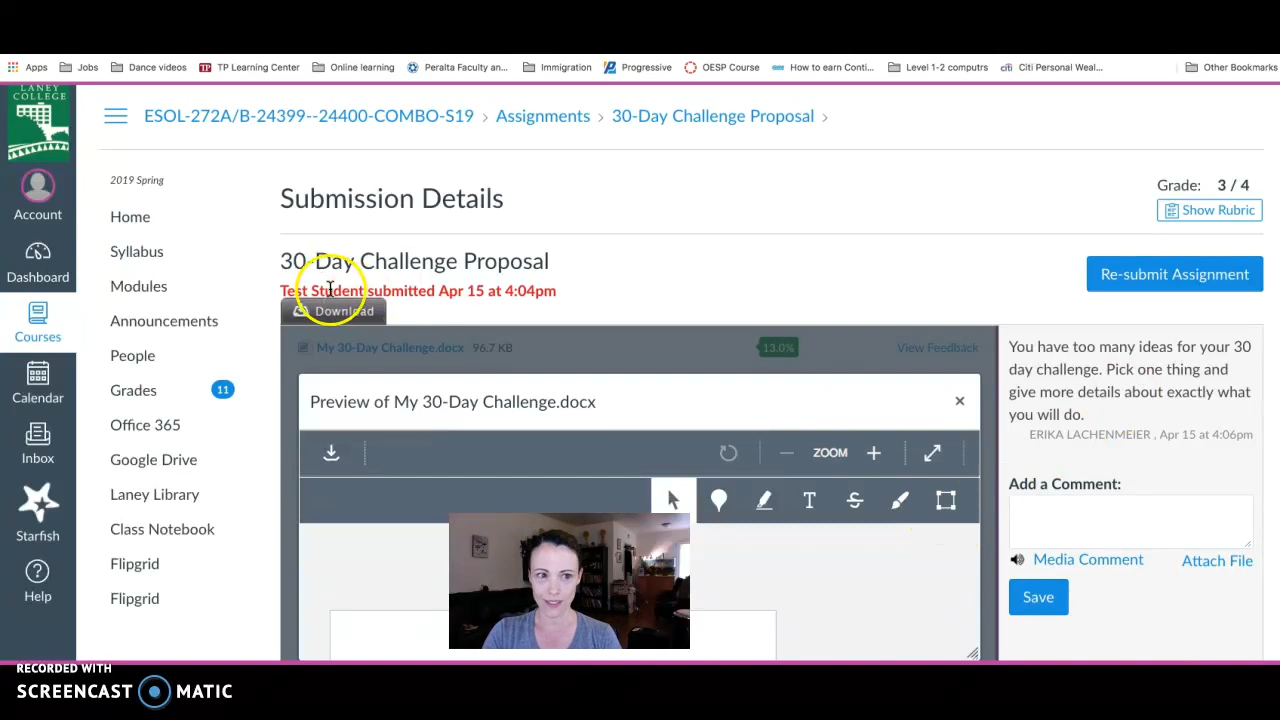 Apps Jobs Dance videos TP TP Learning Center Online learning Peralta Faculty an... Immigration Progressive OESP Course How to earn Conti... Level 1-2 computrs citi Citi Personal Weal... Other Bookmarks
LANEY
COLLEGE
ESOL-272A/B-24399--24400-COMBO-S19 > Assignments > 30-Day Challenge Proposal >
2019 Spring
Account
Dashboard
Courses
Calendar
Inbox
Starfish
Help
Home
Syllabus
Modules
Announcements
People
Grades 11
Office 365
Google Drive
Laney Library
Class Notebook
Flipgrid
Flipgrid
Submission Details
Grade: 3 / 4
Show Rubric
30-Day Challenge Proposal
Test Student submitted Apr 15 at 4:04pm
Re-submit Assignment
Download
My 30-Day Challenge.docx 96.7 KB 13.0% View Feedback
Preview of My 30-Day Challenge.docx ×
— ZOOM +
T S
You have too many ideas for your 30
day challenge. Pick one thing and
give more details about exactly what
you will do.
ERIKA LACHENMEIER , Apr 15 at 4:06pm
Add a Comment:
Media Comment Attach File
Save
RECORDED WITH
SCREENCAST MATIC